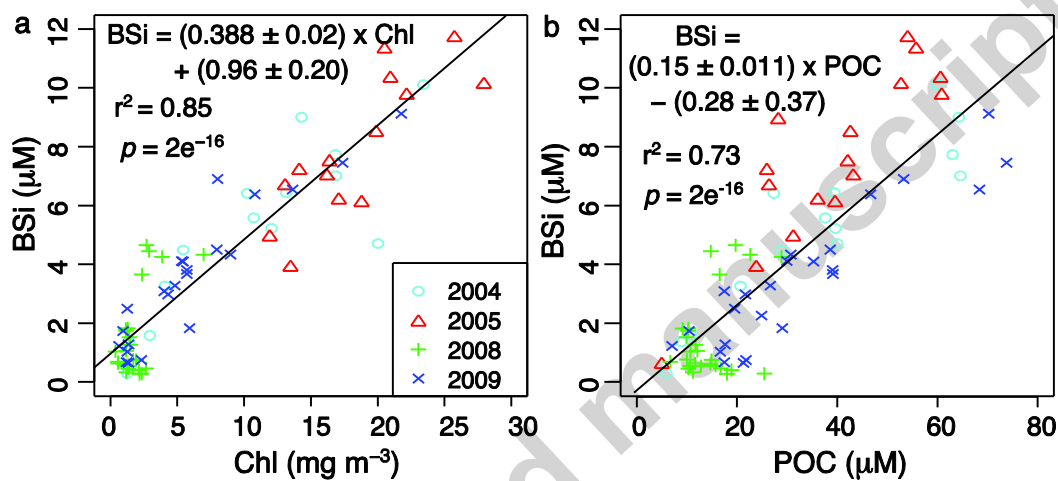 a
BSi = (0.388 ± 0.02) x Chl
+ (0.96 ± 0.20)
r² = 0.85
p = 2e⁻¹⁶
BSi (µM)
0 2 4 6 8 10 12
2004
2005
2008
2009
0 5 10 15 20 25 30
Chl (mg m⁻³)
b
BSi =
(0.15 ± 0.011) x POC
− (0.28 ± 0.37)
r² = 0.73
p = 2e⁻¹⁶
BSi (µM)
0 2 4 6 8 10 12
0 20 40 60 80
POC (µM)
d manuscript